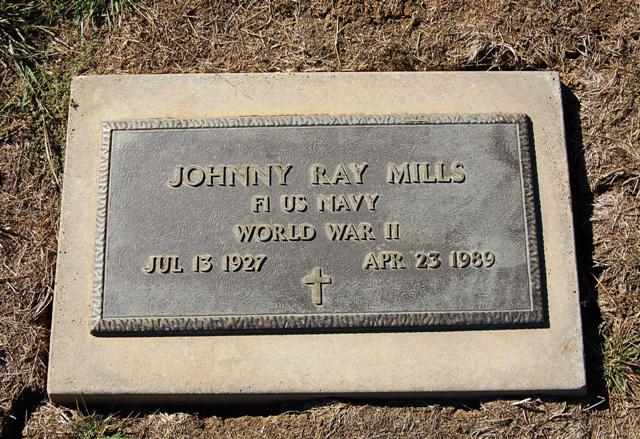 JOHNNY RAY MILLS
F1 US NAVY
WORLD WAR II
JUL 13 1927 APR 23 1989